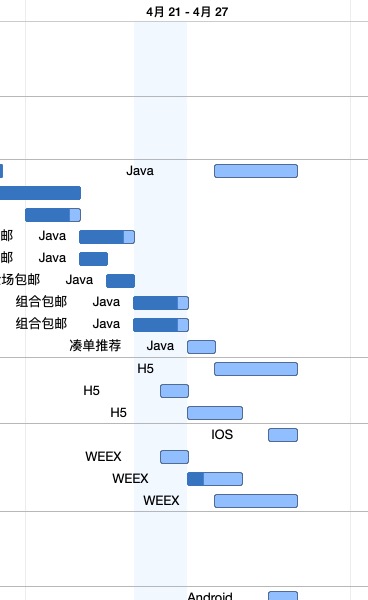 4月 21 - 4月 27
Java
邮 Java
邮 Java
场包邮 Java
组合包邮 Java
组合包邮 Java
凑单推荐 Java
H5
H5
H5
IOS
WEEX
WEEX
WEEX
Android